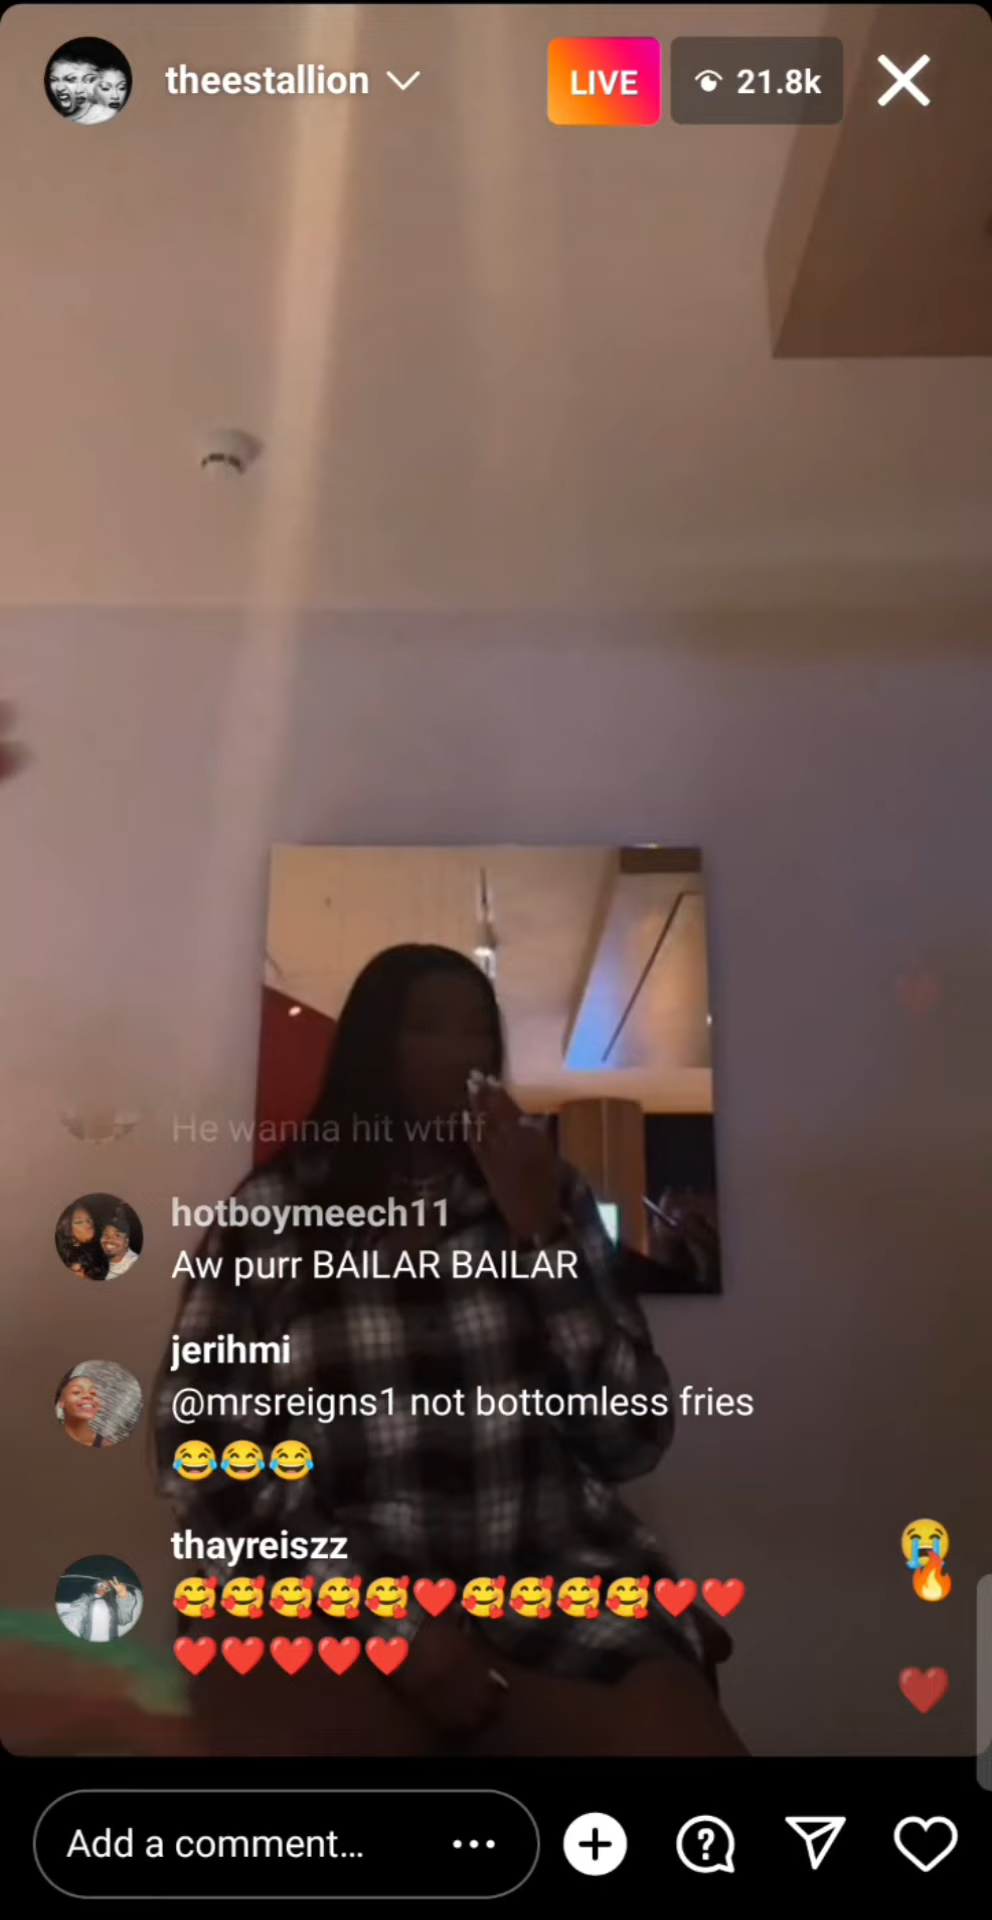 theestallion
LIVE
21.8k
He wanna hit wtfff
hotboymeech11
Aw purr BAILAR BAILAR
jerihmi
@mrsreigns1 not bottomless fries
😂😂😂
thayreiszz
🥰🥰🥰🥰🥰❤️🥰🥰🥰🥰❤️❤️
❤️❤️❤️❤️❤️
Add a comment...